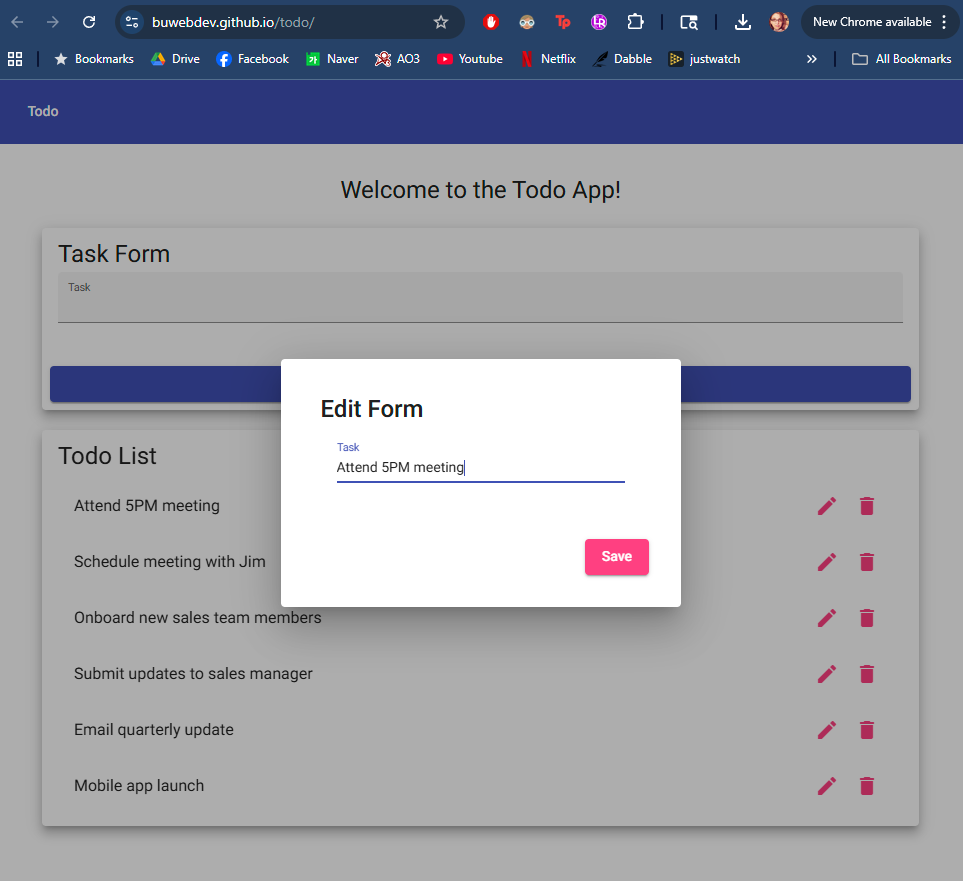 buwebdev.github.io/todo/
Tp
LR
New Chrome available
Bookmarks Drive Facebook Naver AO3 Youtube Netflix Dabble justwatch » All Bookmarks
Todo
Welcome to the Todo App!
Task Form
Task
Edit Form
Task
Attend 5PM meeting
Save
Todo List
Attend 5PM meeting
Schedule meeting with Jim
Onboard new sales team members
Submit updates to sales manager
Email quarterly update
Mobile app launch